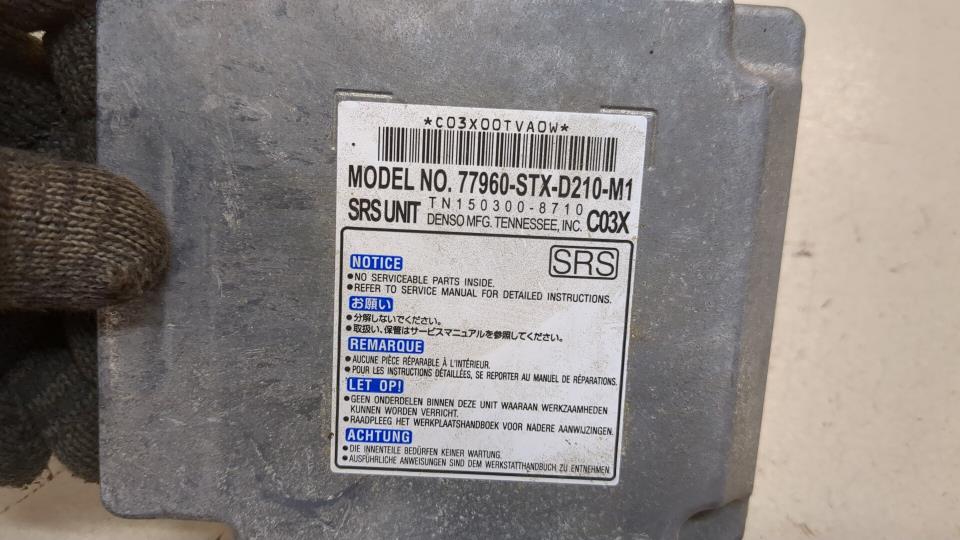 *C03X00TVA0W*
MODEL NO. 77960-STX-D210-M1
SRS UNIT TN150300-8710 C03X
DENSO MFG. TENNESSEE, INC.
SRS
NOTICE
●NO SERVICEABLE PARTS INSIDE.
●REFER TO SERVICE MANUAL FOR DETAILED INSTRUCTIONS.
お願い
●分解しないでください。
●取扱い、保管はサービスマニュアルを参照してください。
REMARQUE
●AUCUNE PIÈCE RÉPARABLE À L'INTÉRIEUR.
●POUR LES INSTRUCTIONS DÉTAILLÉES, SE REPORTER AU MANUEL DE RÉPARATIONS.
LET OP!
●GEEN ONDERDELEN BINNEN DEZE UNIT WAARAAN WERKZAAMHEDEN
KUNNEN WORDEN VERRICHT.
●RAADPLEEG HET WERKPLAATSHANDBOEK VOOR NADERE AANWIJZINGEN.
ACHTUNG
●DIE INNENTEILE BEDÜRFEN KEINER WARTUNG.
●AUSFÜHRLICHE ANWEISUNGEN SIND DEM WERKSTATTHANDBUCH ZU ENTNEHMEN.